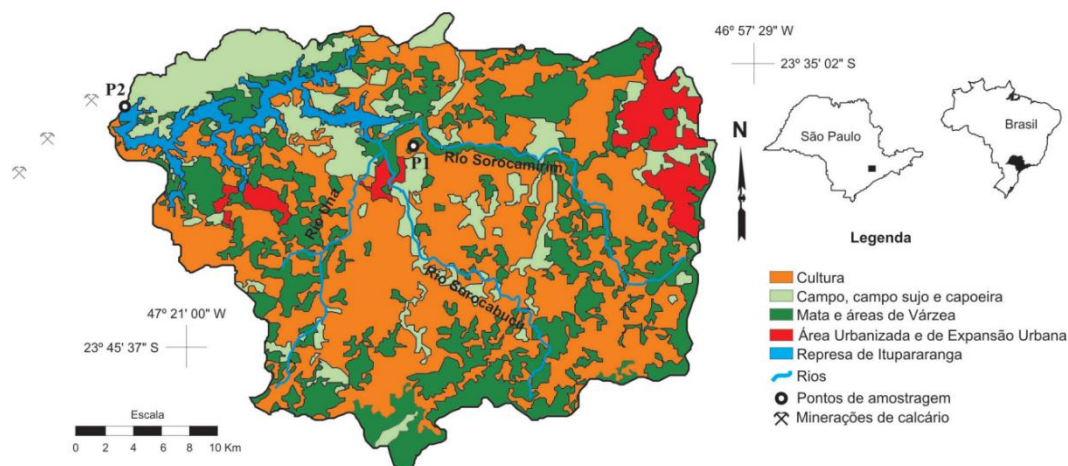 46º 57' 29" W
23º 35' 02" S
P2
P1
Rio Sorocamirim
Rio Una
Rio Sorocabuçu
N
São Paulo
Brasil
47º 21' 00" W
23º 45' 37" S
Escala
0 2 4 6 8 10 Km
Legenda
Cultura
Campo, campo sujo e capoeira
Mata e áreas de Várzea
Área Urbanizada e de Expansão Urbana
Represa de Itupararanga
Rios
Pontos de amostragem
Minerações de calcário